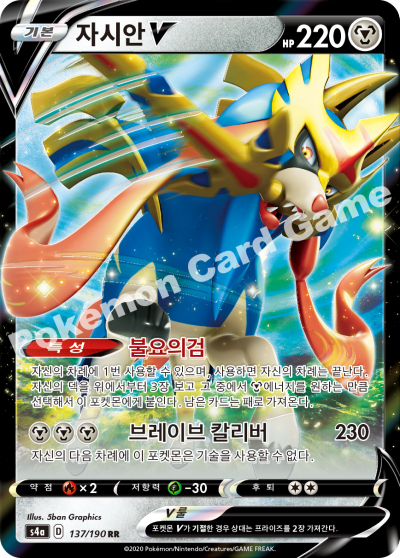 기본 자시안 V HP 220
Pokémon Card Game
특성 불요의검
자신의 차례에 1번 사용할 수 있으며, 사용하면 자신의 차례는 끝난다.
자신의 덱을 위에서부터 3장 보고 그 중에서 에너지를 원하는 만큼
선택해서 이 포켓몬에게 붙인다. 남은 카드는 패로 가져온다.
브레이브 칼리버 230
자신의 다음 차례에 이 포켓몬은 기술을 사용할 수 없다.
약점 ×2 저항력 -30 후퇴
Illus. 5ban Graphics
s4a D 137/190 RR
V룰
포켓몬 V가 기절한 경우 상대는 프라이즈를 2장 가져간다.
©2020 Pokémon/Nintendo/Creatures/GAME FREAK.